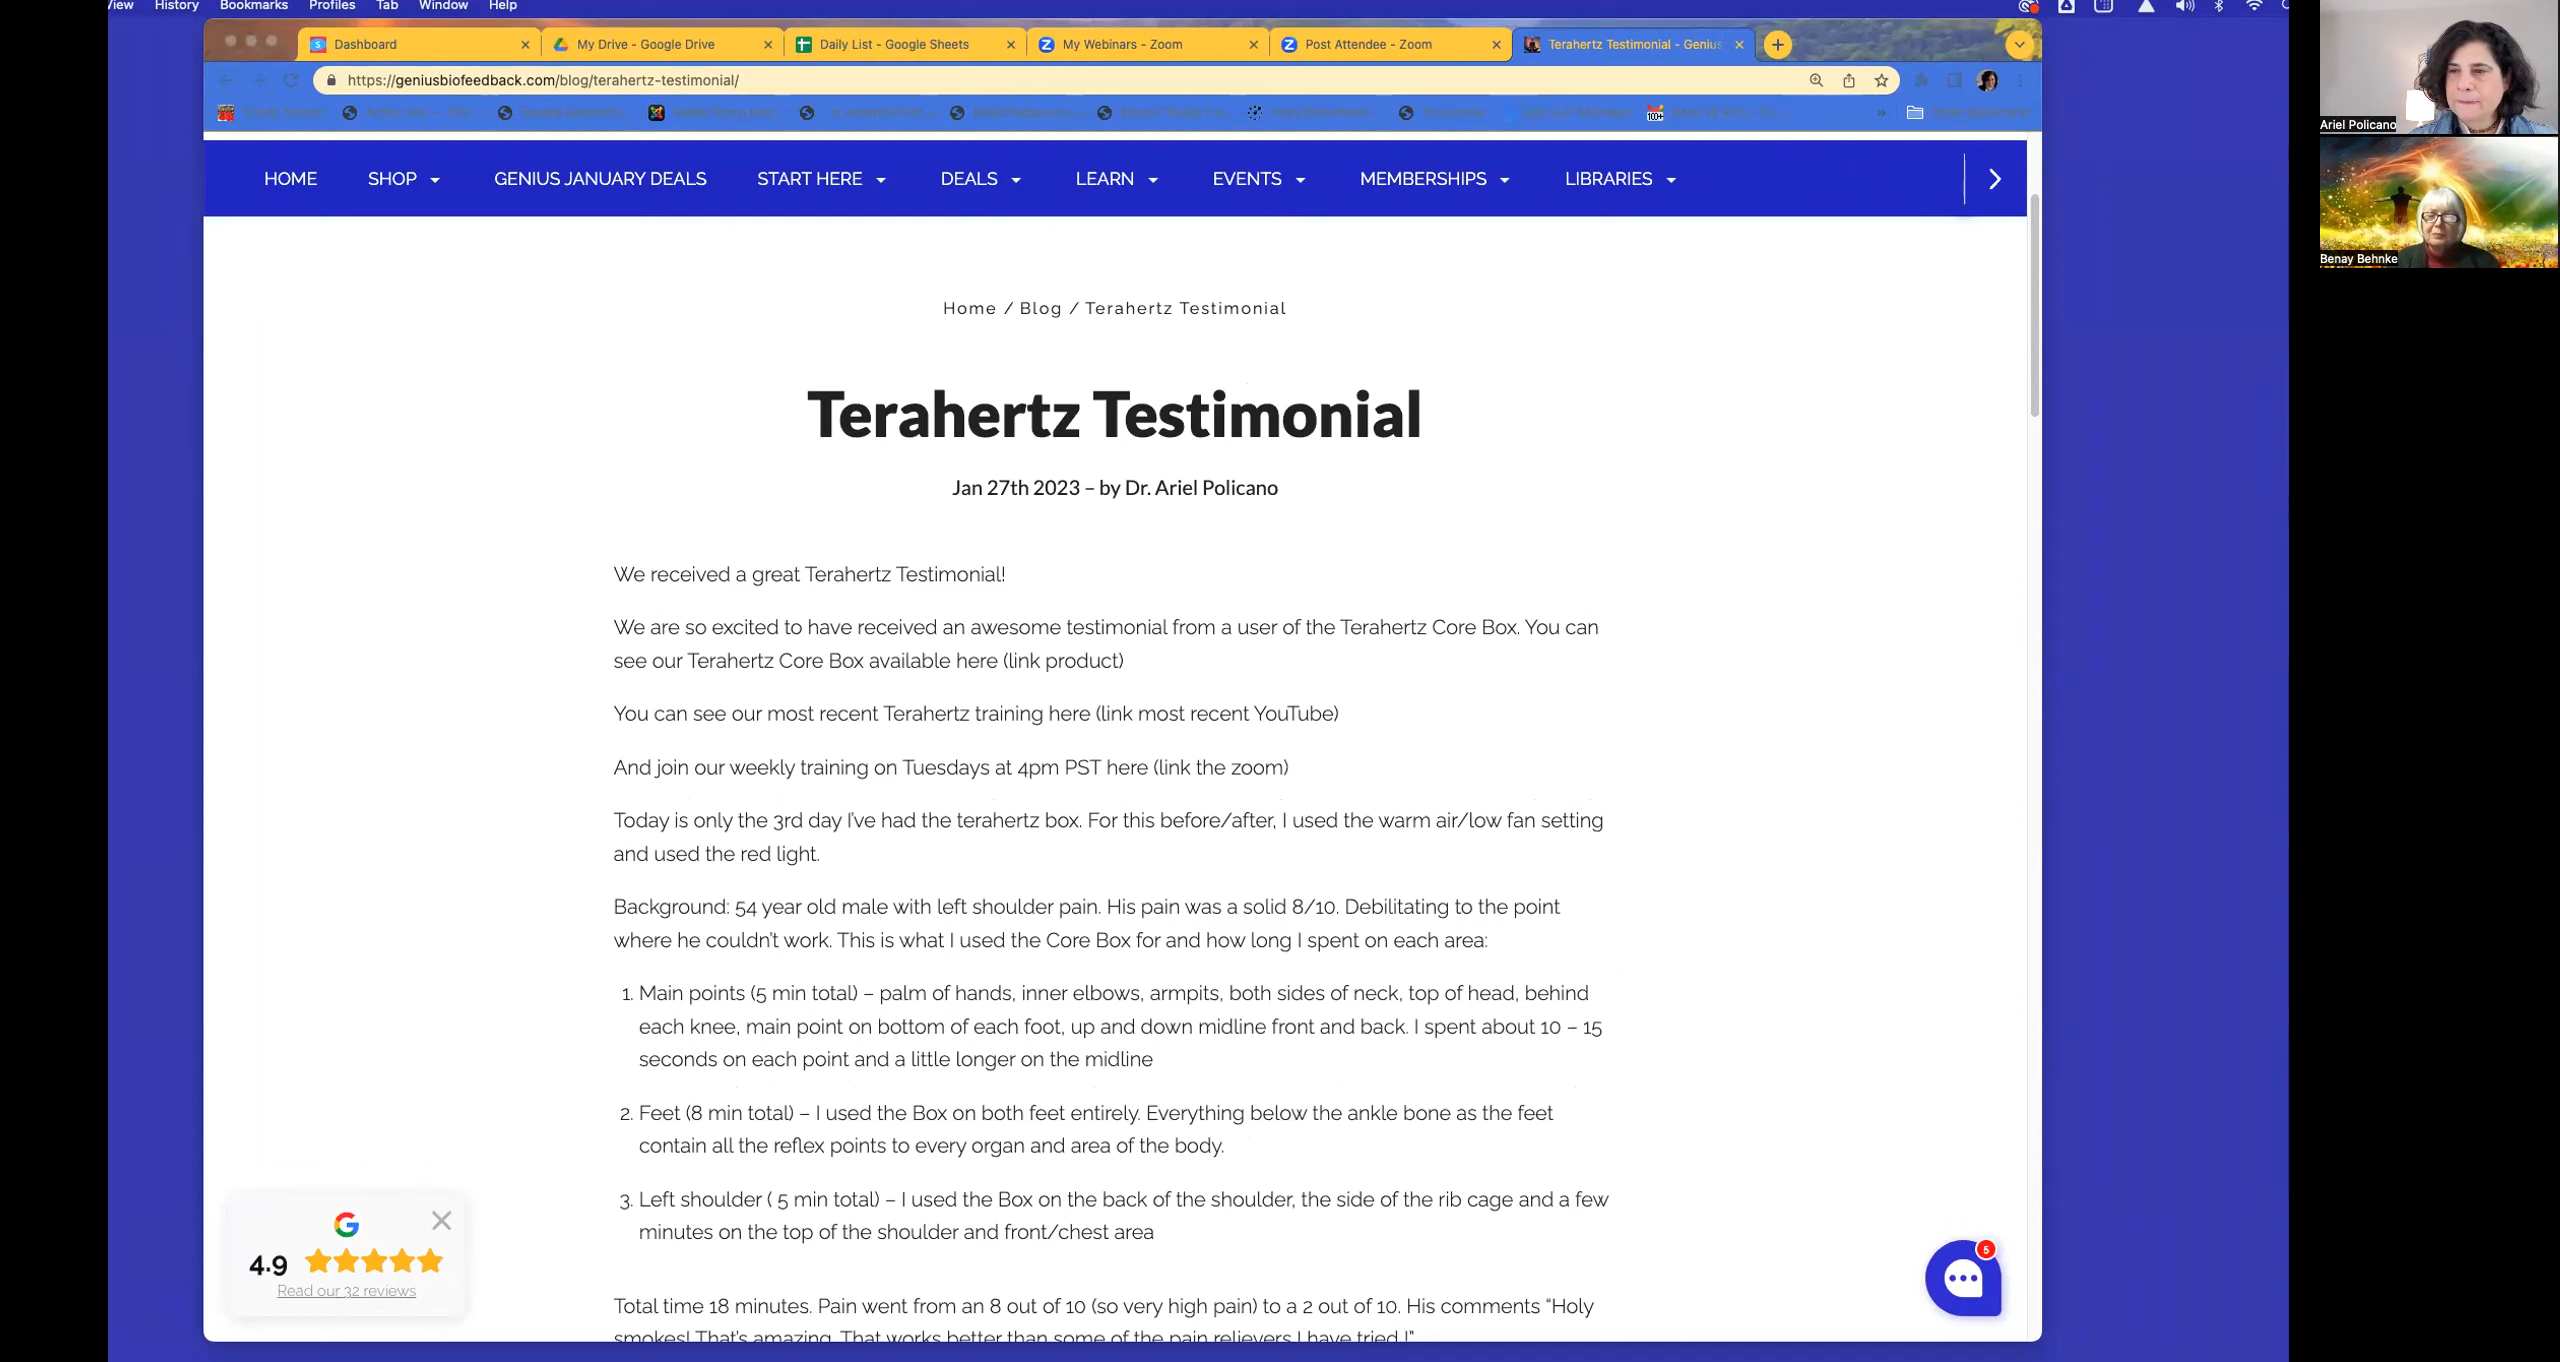 View History Bookmarks Profiles Tab Window Help
Dashboard
My Drive - Google Drive
Daily List - Google Sheets
My Webinars - Zoom
Post Attendee - Zoom
Terahertz Testimonial - Genius
https://geniusbiofeedback.com/blog/terahertz-testimonial/
HOME SHOP GENIUS JANUARY DEALS START HERE DEALS LEARN EVENTS MEMBERSHIPS LIBRARIES
Home / Blog / Terahertz Testimonial
Terahertz Testimonial
Jan 27th 2023 – by Dr. Ariel Policano
We received a great Terahertz Testimonial!
We are so excited to have received an awesome testimonial from a user of the Terahertz Core Box. You can
see our Terahertz Core Box available here (link product)
You can see our most recent Terahertz training here (link most recent YouTube)
And join our weekly training on Tuesdays at 4pm PST here (link the zoom)
Today is only the 3rd day I've had the terahertz box. For this before/after, I used the warm air/low fan setting
and used the red light.
Background: 54 year old male with left shoulder pain. His pain was a solid 8/10. Debilitating to the point
where he couldn't work. This is what I used the Core Box for and how long I spent on each area:
1. Main points (5 min total) – palm of hands, inner elbows, armpits, both sides of neck, top of head, behind
each knee, main point on bottom of each foot, up and down midline front and back. I spent about 10 – 15
seconds on each point and a little longer on the midline
2. Feet (8 min total) – I used the Box on both feet entirely. Everything below the ankle bone as the feet
contain all the reflex points to every organ and area of the body.
3. Left shoulder ( 5 min total) – I used the Box on the back of the shoulder, the side of the rib cage and a few
minutes on the top of the shoulder and front/chest area
Total time 18 minutes. Pain went from an 8 out of 10 (so very high pain) to a 2 out of 10. His comments “Holy
smokes! That's amazing. That works better than some of the pain relievers I have tried !”
4.9
Read our 32 reviews
5
Ariel Policano
Benay Behnke